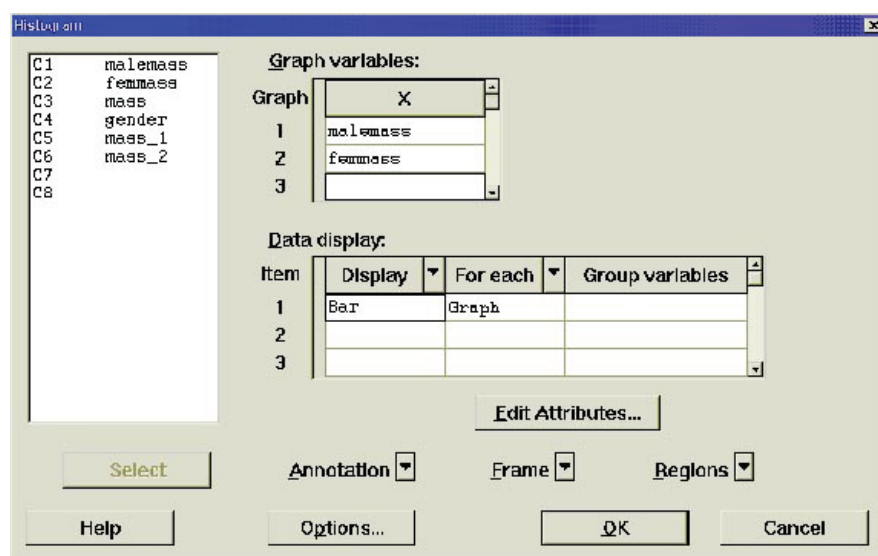 Histogram
C1 malemass
C2 femmass
C3 mass
C4 gender
C5 mass_1
C6 mass_2
C7
C8
Graph variables:
Graph X
1 malemass
2 femmass
3
Data display:
Item Display For each Group variables
1 Bar Graph
2
3
Edit Attributes...
Select Annotation Frame Regions
Help Options... OK Cancel